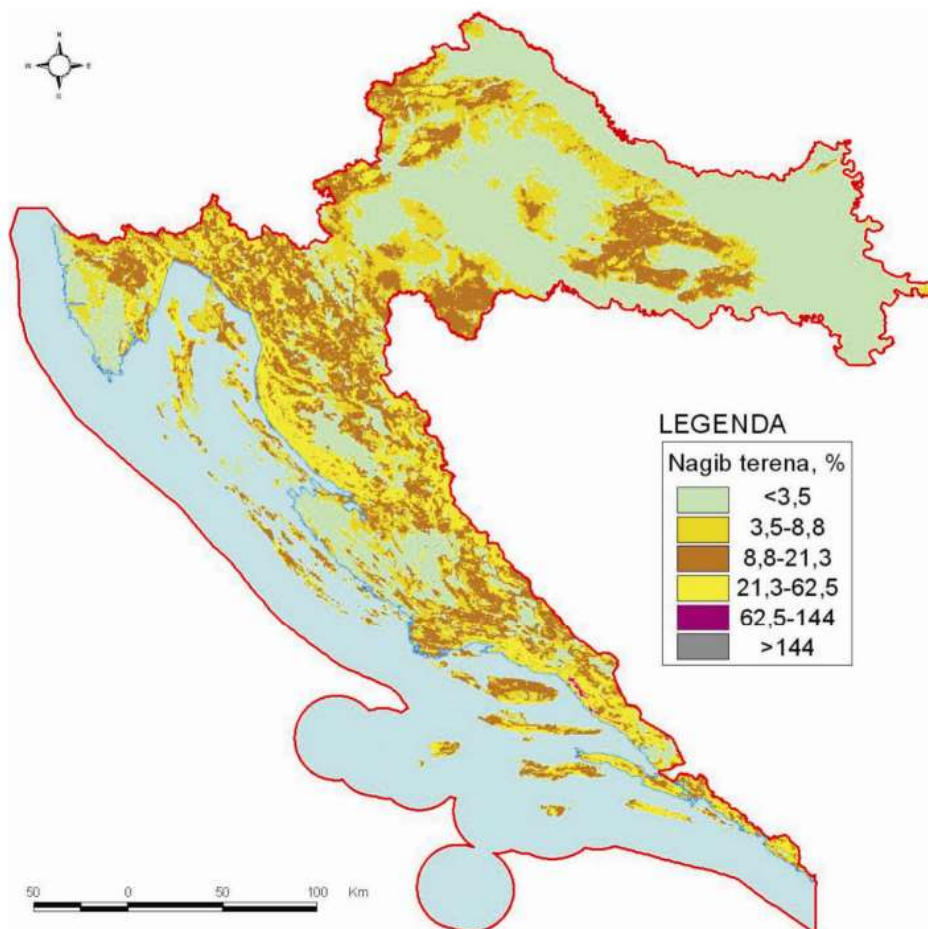 N
W E
S
LEGENDA
Nagib terena, %
<3,5
3,5-8,8
8,8-21,3
21,3-62,5
62,5-144
>144
50 0 50 100 Km